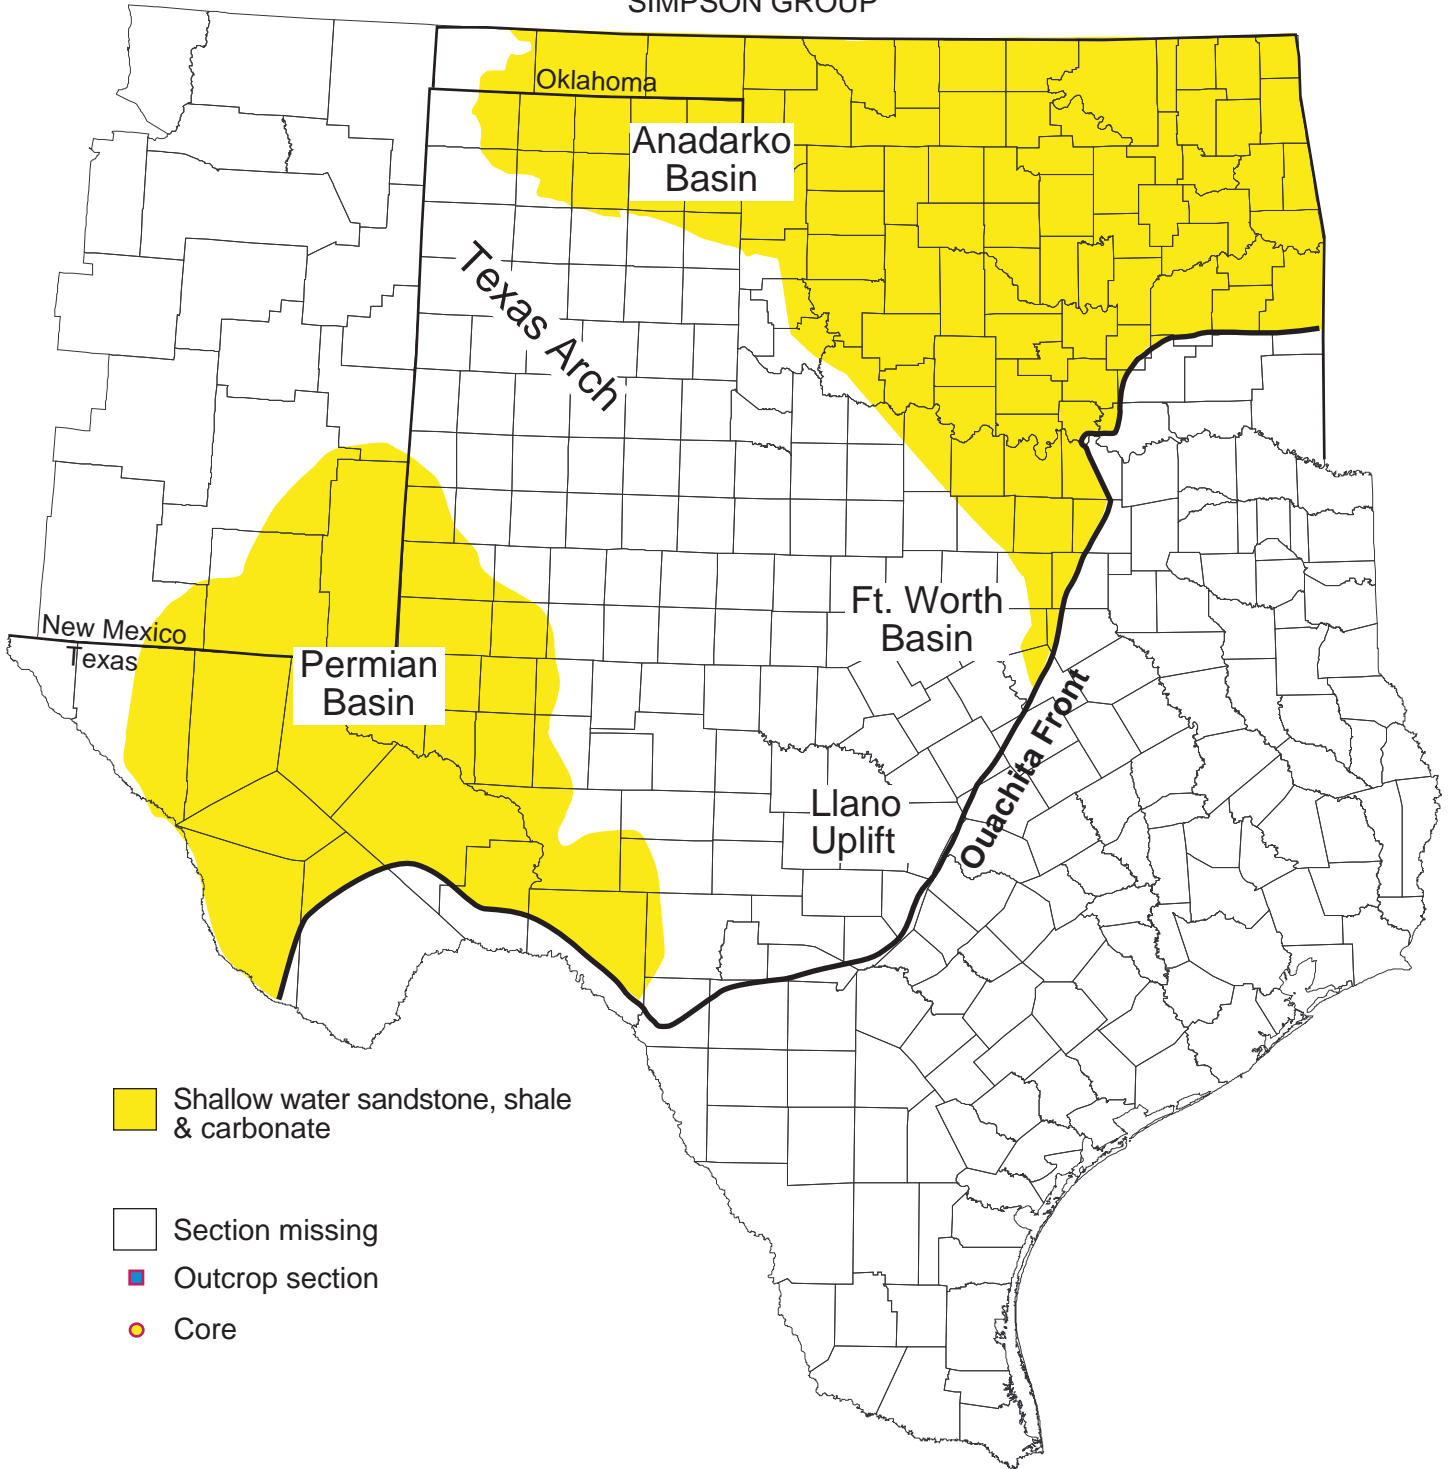 SIMPSON GROUP
Oklahoma
Anadarko
Basin
Texas Arch
New Mexico
Texas
Permian
Basin
Ft. Worth
Basin
Llano
Uplift
Ouachita Front
Shallow water sandstone, shale
& carbonate
Section missing
Outcrop section
Core